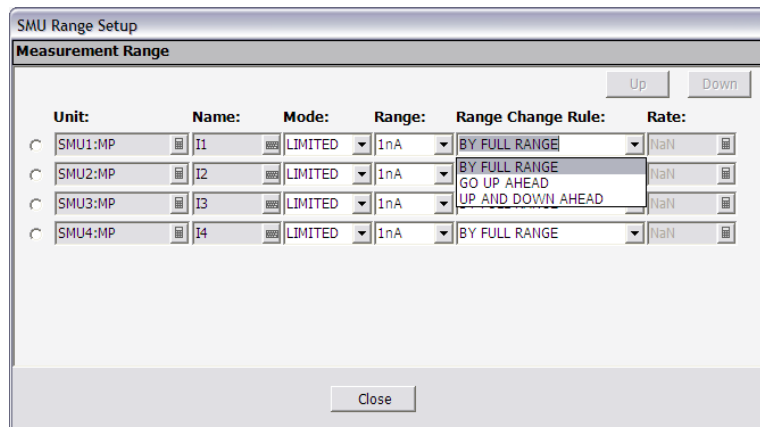 SMU Range Setup
Measurement Range
Up Down
Unit: Name: Mode: Range: Range Change Rule: Rate:
SMU1:MP I1 LIMITED 1nA BY FULL RANGE NaN
BY FULL RANGE
SMU2:MP I2 LIMITED 1nA GO UP AHEAD NaN
UP AND DOWN AHEAD
SMU3:MP I3 LIMITED 1nA NaN
SMU4:MP I4 LIMITED 1nA BY FULL RANGE NaN
Close